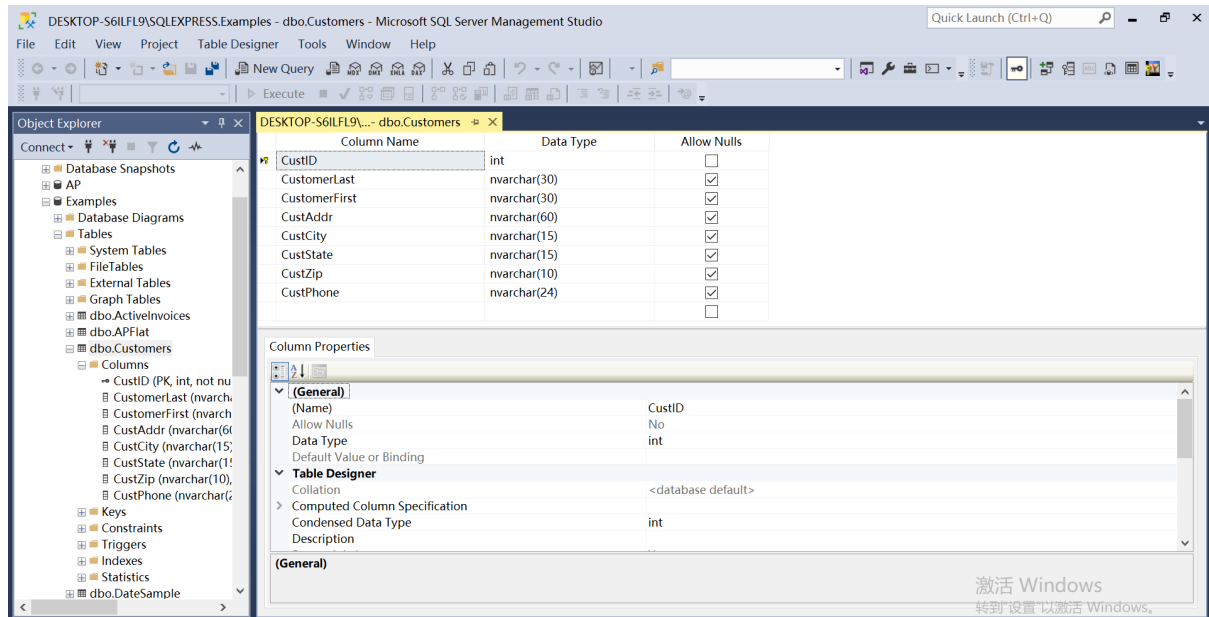 DESKTOP-S6ILFL9\SQLEXPRESS.Examples - dbo.Customers - Microsoft SQL Server Management Studio
Quick Launch (Ctrl+Q)
File Edit View Project Table Designer Tools Window Help
New Query
Execute
Object Explorer
Connect
Database Snapshots
AP
Examples
Database Diagrams
Tables
System Tables
FileTables
External Tables
Graph Tables
dbo.ActiveInvoices
dbo.APFlat
dbo.Customers
Columns
CustID (PK, int, not nu
CustomerLast (nvarch
CustomerFirst (nvarch
CustAddr (nvarchar(60
CustCity (nvarchar(15)
CustState (nvarchar(15
CustZip (nvarchar(10),
CustPhone (nvarchar(2
Keys
Constraints
Triggers
Indexes
Statistics
dbo.DateSample
DESKTOP-S6ILFL9\...- dbo.Customers
Column Name Data Type Allow Nulls
CustID int
CustomerLast nvarchar(30)
CustomerFirst nvarchar(30)
CustAddr nvarchar(60)
CustCity nvarchar(15)
CustState nvarchar(15)
CustZip nvarchar(10)
CustPhone nvarchar(24)
Column Properties
(General)
(Name) CustID
Allow Nulls No
Data Type int
Default Value or Binding
Table Designer
Collation <database default>
Computed Column Specification
Condensed Data Type int
Description
(General)
激活 Windows
转到"设置"以激活 Windows。